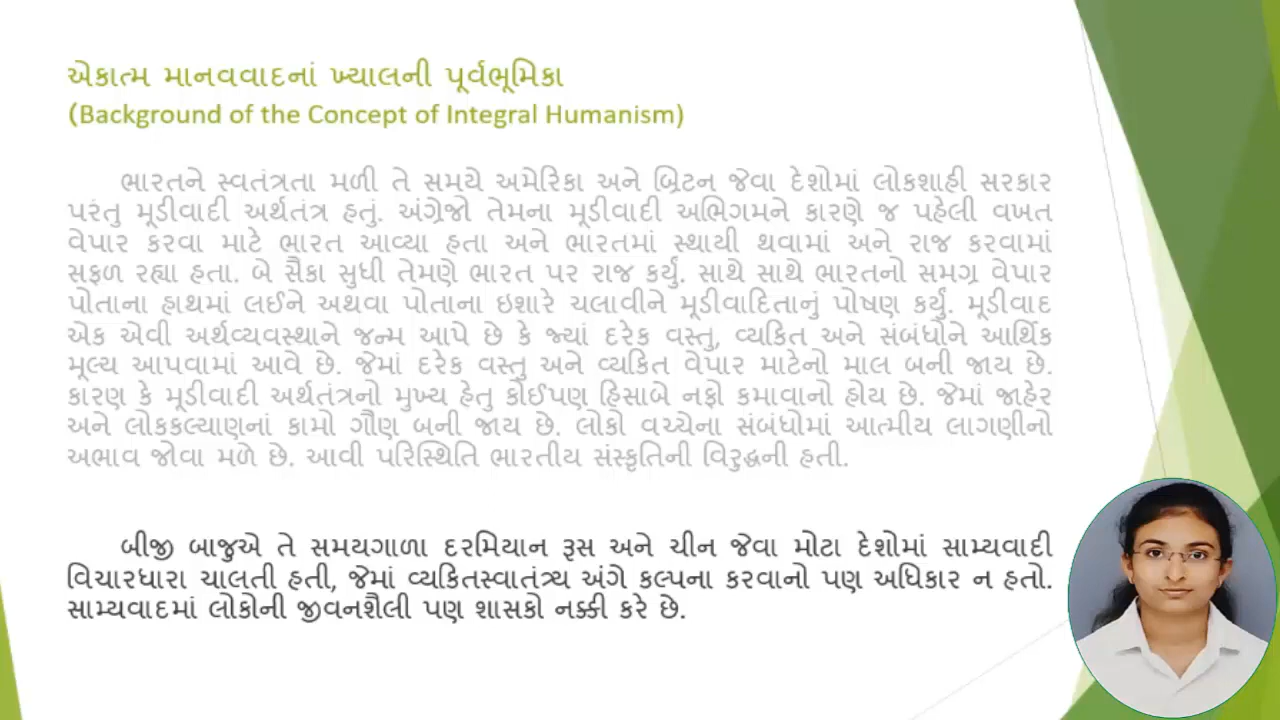 એકાત્મ માનવવાદનાં ખ્યાલની પૂર્વભૂમિકા
(Background of the Concept of Integral Humanism)
ભારતને સ્વતંત્રતા મળી તે સમયે અમેરિકા અને બ્રિટન જેવા દેશોમાં લોકશાહી સરકાર
પરંતુ મૂડીવાદી અર્થતંત્ર હતું. અંગ્રેજો તેમના મૂડીવાદી અભિગમને કારણે જ પહેલી વખત
વેપાર કરવા માટે ભારત આવ્યા હતા અને ભારતમાં સ્થાયી થવામાં અને રાજ કરવામાં
સફળ રહ્યા હતા. બે સૈકા સુધી તેમણે ભારત પર રાજ કર્યું. સાથે સાથે ભારતનો સમગ્ર વેપાર
પોતાના હાથમાં લઈને અથવા પોતાના ઇશારે ચલાવીને મૂડીવાદિતાનું પોષણ કર્યું. મૂડીવાદ
એક એવી અર્થવ્યવસ્થાને જન્મ આપે છે કે જ્યાં દરેક વસ્તુ, વ્યકિત અને સંબંધોને આર્થિક
મૂલ્ય આપવામાં આવે છે. જેમાં દરેક વસ્તુ અને વ્યકિત વેપાર માટેનો માલ બની જાય છે.
કારણ કે મૂડીવાદી અર્થતંત્રનો મુખ્ય હેતુ કોઈપણ હિસાબે નફો કમાવાનો હોય છે. જેમાં જાહેર
અને લોકકલ્યાણનાં કામો ગૌણ બની જાય છે. લોકો વચ્ચેના સંબંધોમાં આત્મીય લાગણીનો
અભાવ જોવા મળે છે. આવી પરિસ્થિતિ ભારતીય સંસ્કૃતિની વિરુદ્ધની હતી.
બીજી બાજુએ તે સમયગાળા દરમિયાન રૂસ અને ચીન જેવા મોટા દેશોમાં સામ્યવાદી
વિચારધારા ચાલતી હતી, જેમાં વ્યકિતસ્વાતંત્ર્ય અંગે કલ્પના કરવાનો પણ અધિકાર ન હતો.
સામ્યવાદમાં લોકોની જીવનશૈલી પણ શાસકો નક્કી કરે છે.